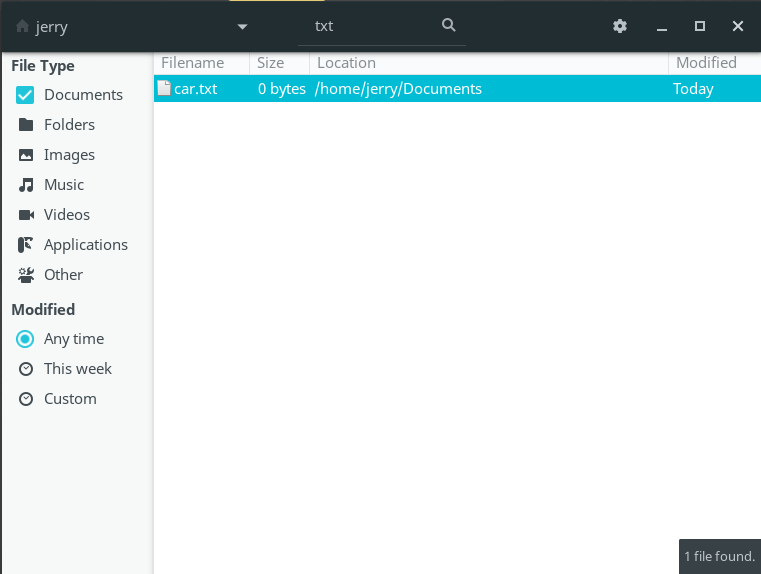 jerry txt
File Type
Documents
Folders
Images
Music
Videos
Applications
Other
Modified
Any time
This week
Custom
Filename Size Location Modified
car.txt 0 bytes /home/jerry/Documents Today
1 file found.